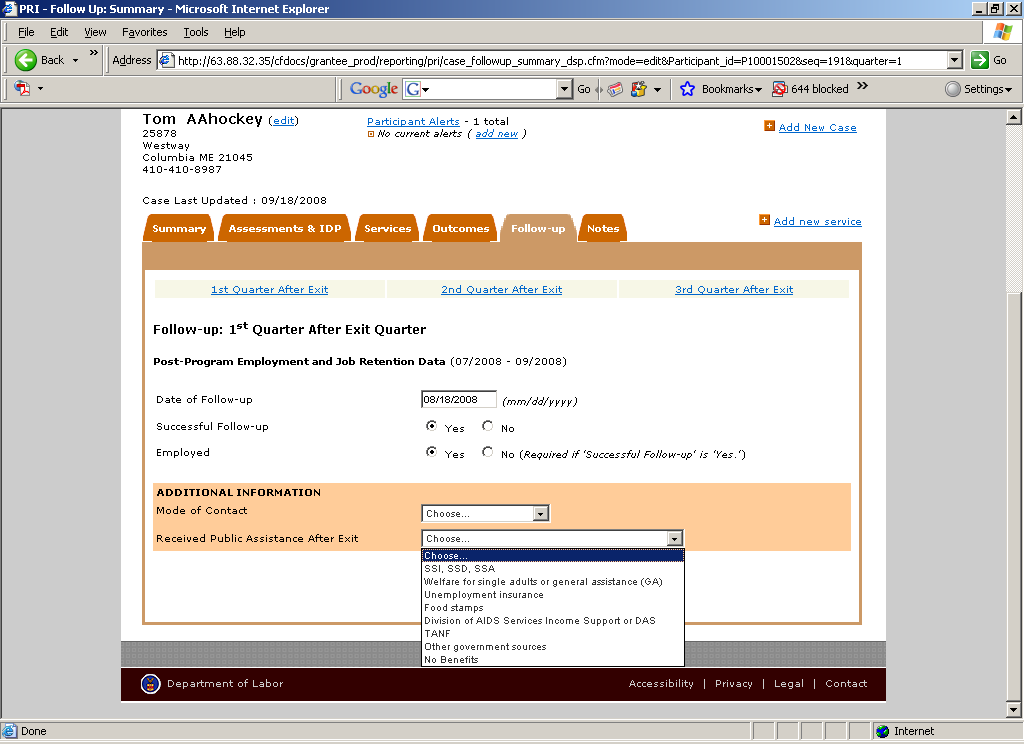 PRI - Follow Up: Summary - Microsoft Internet Explorer
File Edit View Favorites Tools Help
Back » Address http://63.88.32.35/cfdocs/grantee_prod/reporting/pri/case_followup_summary_dsp.cfm?mode=edit&Participant_id=P10001502&seq=191&quarter=1 Go
Google G Go Bookmarks 644 blocked » Settings
Tom AAhockey (edit)
25878
Westway
Columbia ME 21045
410-410-8987
Participant Alerts - 1 total
No current alerts ( add new )
Add New Case
Case Last Updated : 09/18/2008
Summary Assessments & IDP Services Outcomes Follow-up Notes
Add new service
1st Quarter After Exit 2nd Quarter After Exit 3rd Quarter After Exit
Follow-up: 1st Quarter After Exit Quarter
Post-Program Employment and Job Retention Data (07/2008 - 09/2008)
Date of Follow-up 08/18/2008 (mm/dd/yyyy)
Successful Follow-up Yes No
Employed Yes No (Required if 'Successful Follow-up' is 'Yes.')
ADDITIONAL INFORMATION
Mode of Contact Choose...
Received Public Assistance After Exit Choose...
Choose...
SSI, SSD, SSA
Welfare for single adults or general assistance (GA)
Unemployment insurance
Food stamps
Division of AIDS Services Income Support or DAS
TANF
Other government sources
No Benefits
Department of Labor Accessibility | Privacy | Legal | Contact
Done Internet